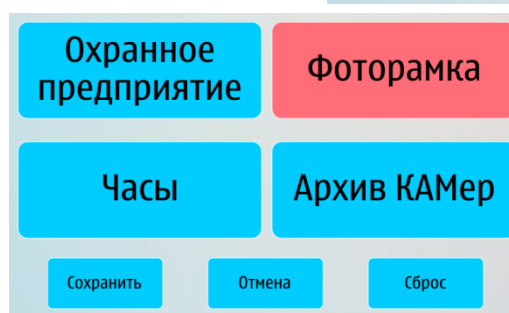 Охранное
предприятие
Фоторамка
Часы
Архив КАМер
Сохранить
Отмена
Сброс